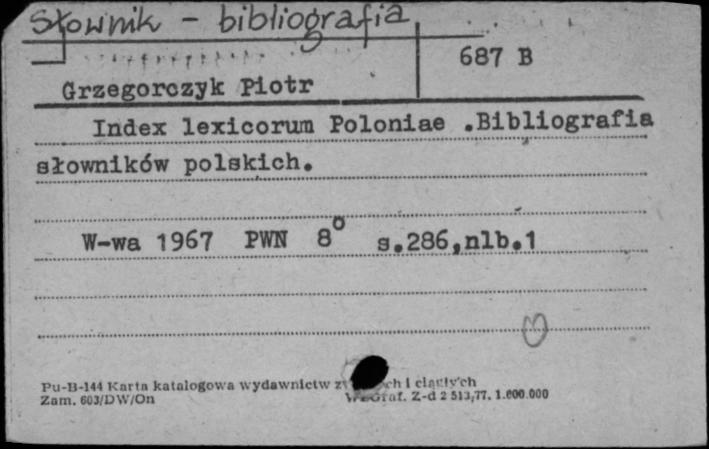 Słownik - bibliografia
687 B
Grzegorczyk Piotr
Index lexicorum Poloniae .Bibliografia
słowników polskich.
W-wa 1967 PWN 8° s.286,nlb.1
Pu-B-144 Karta katalogowa wydawnictw i ciągłych
Zam. 603/DW/On Z-d 2 513,77. 1.600.000